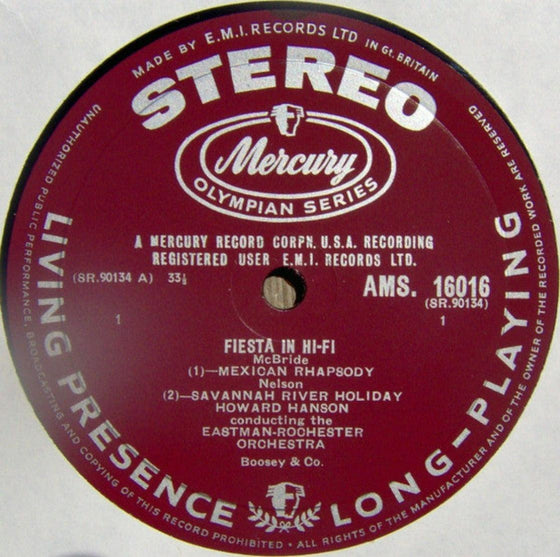 MADE BY E.M.I. RECORDS LTD IN Gt. BRITAIN
STEREO
Mercury
OLYMPIAN SERIES
A MERCURY RECORD CORPN. U.S.A. RECORDING
REGISTERED USER E.M.I. RECORDS LTD.
(SR.90134 A) 33⅓
AMS. 16016
(SR.90134)
1
1
FIESTA IN HI-FI
McBride
(1)—MEXICAN RHAPSODY
Nelson
(2)—SAVANNAH RIVER HOLIDAY
HOWARD HANSON
conducting the
EASTMAN-ROCHESTER
ORCHESTRA
Boosey & Co.
LIVING PRESENCE
LONG—PLAYING
UNAUTHORIZED PUBLIC PERFORMANCE, BROADCASTING AND COPYING OF THIS RECORD PROHIBITED • ALL RIGHTS OF THE MANUFACTURER AND OF THE OWNER OF THE RECORDED WORK ARE RESERVED